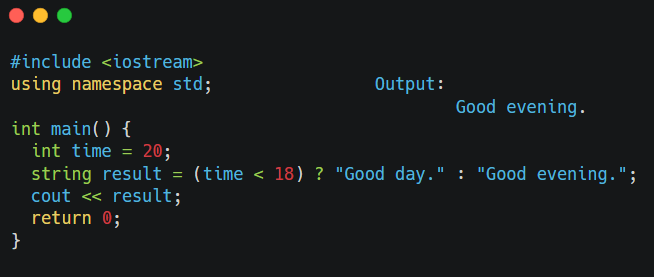 #include <iostream>
using namespace std;
Output:
Good evening.
int main() {
int time = 20;
string result = (time < 18) ? "Good day." : "Good evening.";
cout << result;
return 0;
}